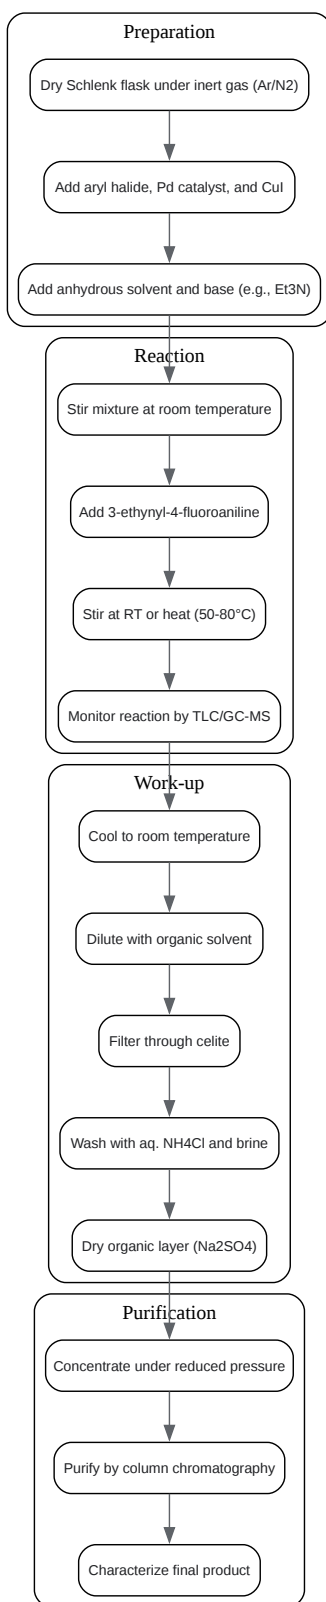 Preparation
Dry Schlenk flask under inert gas (Ar/N2)
Add aryl halide, Pd catalyst, and CuI
Add anhydrous solvent and base (e.g., Et3N)
Reaction
Stir mixture at room temperature
Add 3-ethynyl-4-fluoroaniline
Stir at RT or heat (50-80°C)
Monitor reaction by TLC/GC-MS
Work-up
Cool to room temperature
Dilute with organic solvent
Filter through celite
Wash with aq. NH4Cl and brine
Dry organic layer (Na2SO4)
Purification
Concentrate under reduced pressure
Purify by column chromatography
Characterize final product